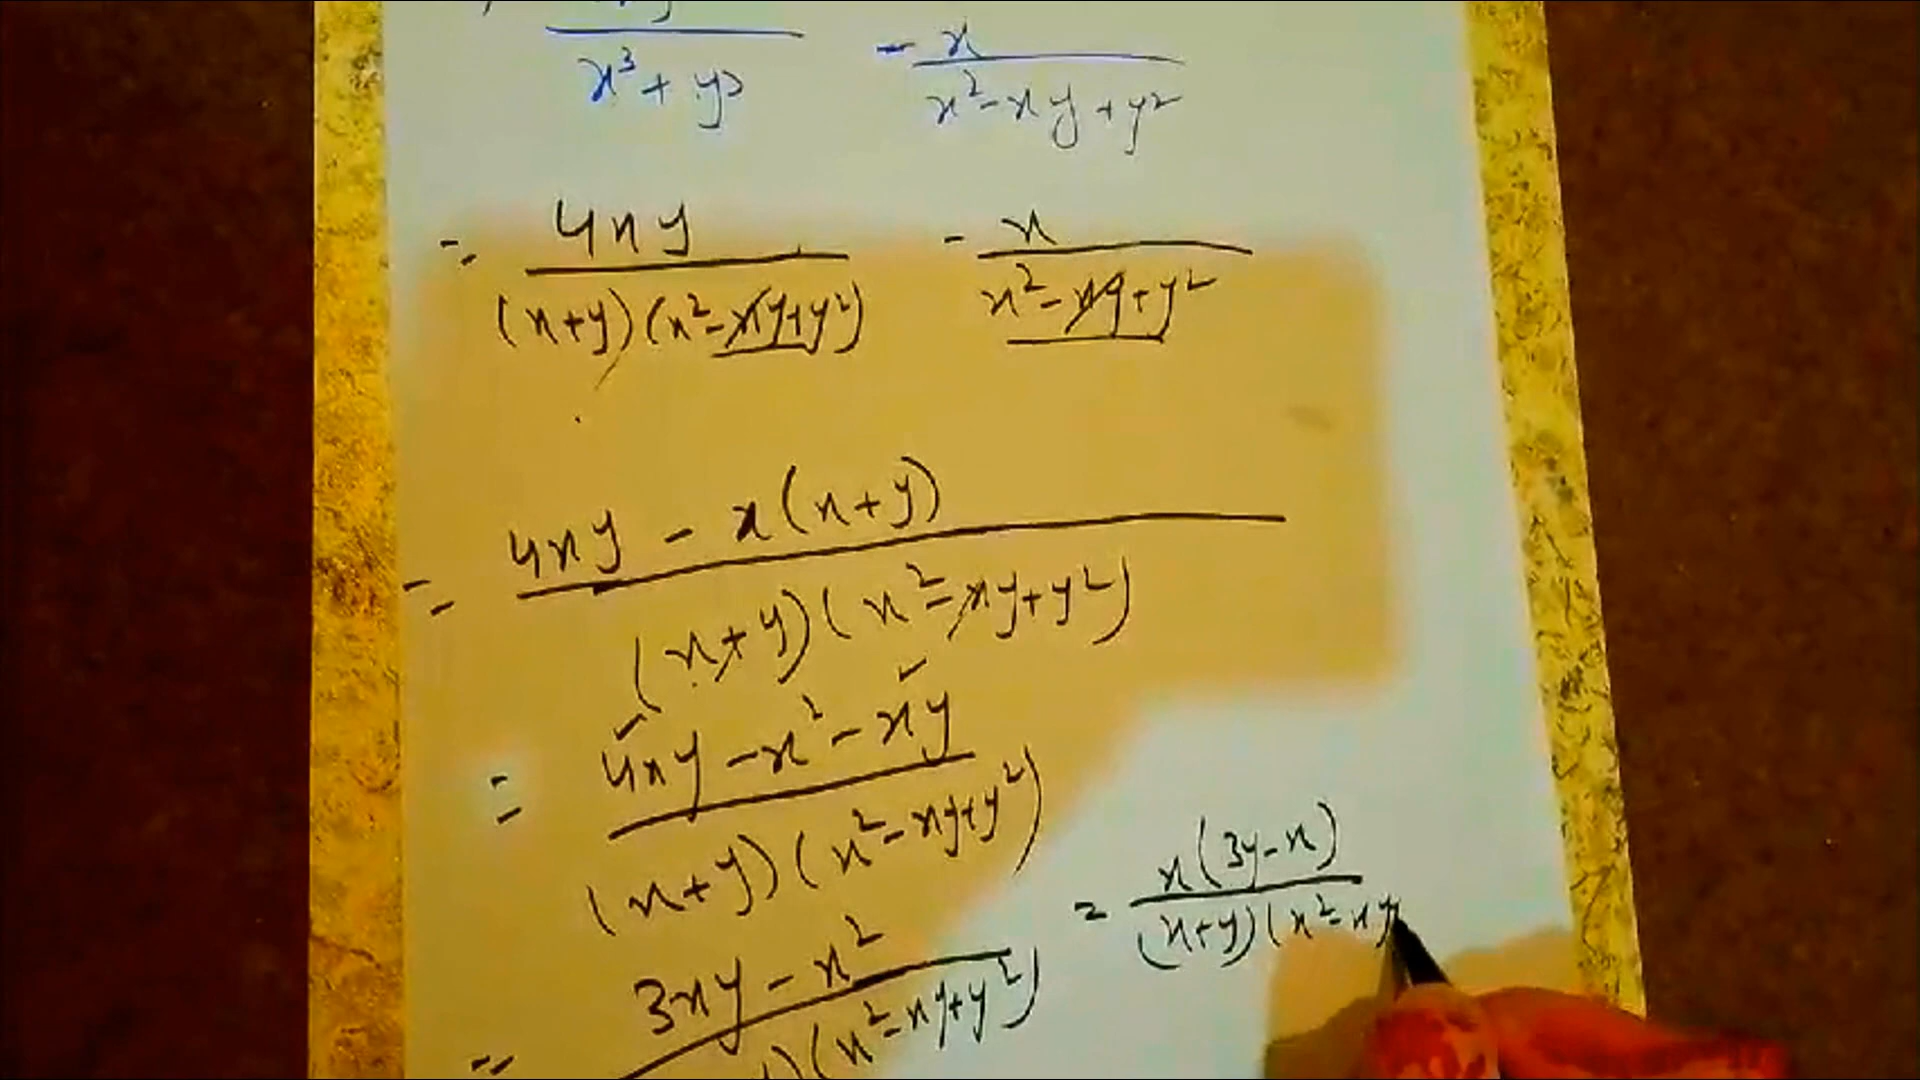 x³ + y³ - x / x² - xy + y²
= 4xy / (x+y)(x² - xy + y²) - x / x² - xy + y²
= 4xy - x(x+y) / (x+y)(x² - xy + y²)
= 4xy - x² - xy / (x+y)(x² - xy + y²)
= 3xy - x² / )(x² - xy + y²)
= x(3y - x) / (x+y)(x² - xy